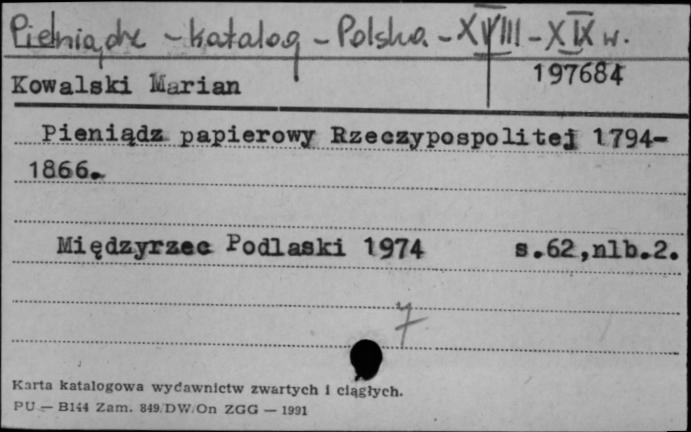 Pieniądze - katalog - Polska - XVIII - XIX w.
Kowalski Marian 197684
Pieniądz papierowy Rzeczypospolitej 1794-
1866.
Międzyrzec Podlaski 1974 s.62,nlb.2.
7
Karta katalogowa wydawnictw zwartych i ciągłych.
PU — B144 Zam. 849/DW/On ZGG — 1991